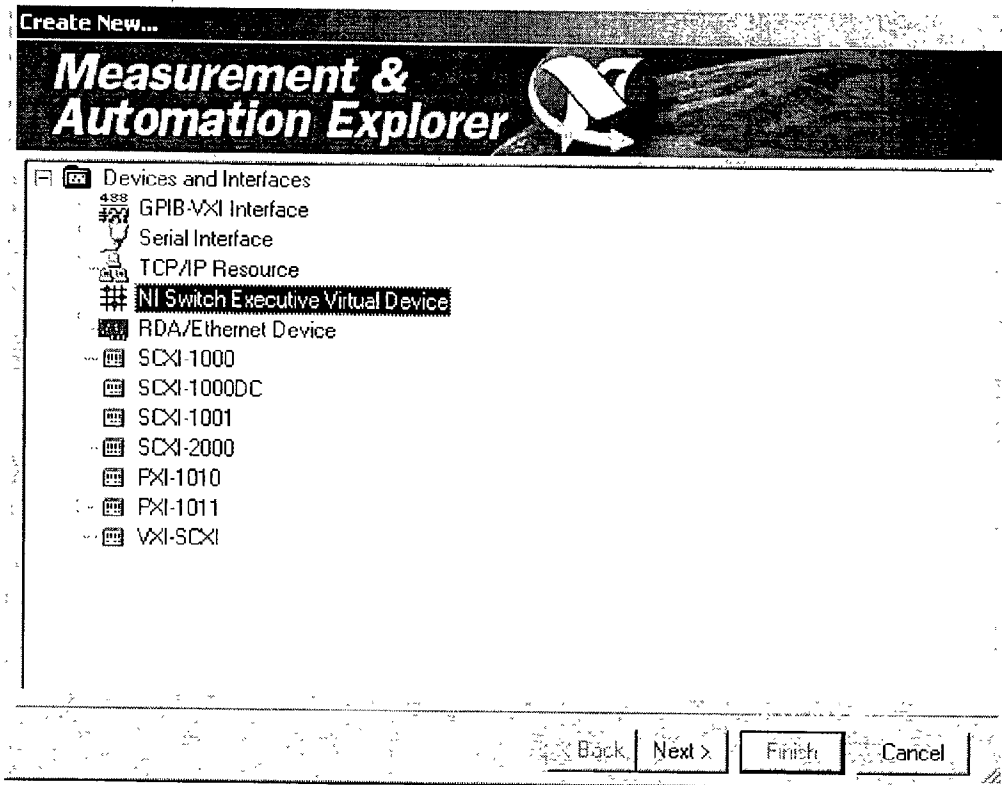 Create New...
Measurement &
Automation Explorer
Devices and Interfaces
GPIB-VXI Interface
Serial Interface
TCP/IP Resource
NI Switch Executive Virtual Device
RDA/Ethernet Device
SCXI-1000
SCXI-1000DC
SCXI-1001
SCXI-2000
PXI-1010
PXI-1011
VXI-SCXI
< Back Next > Finish Cancel